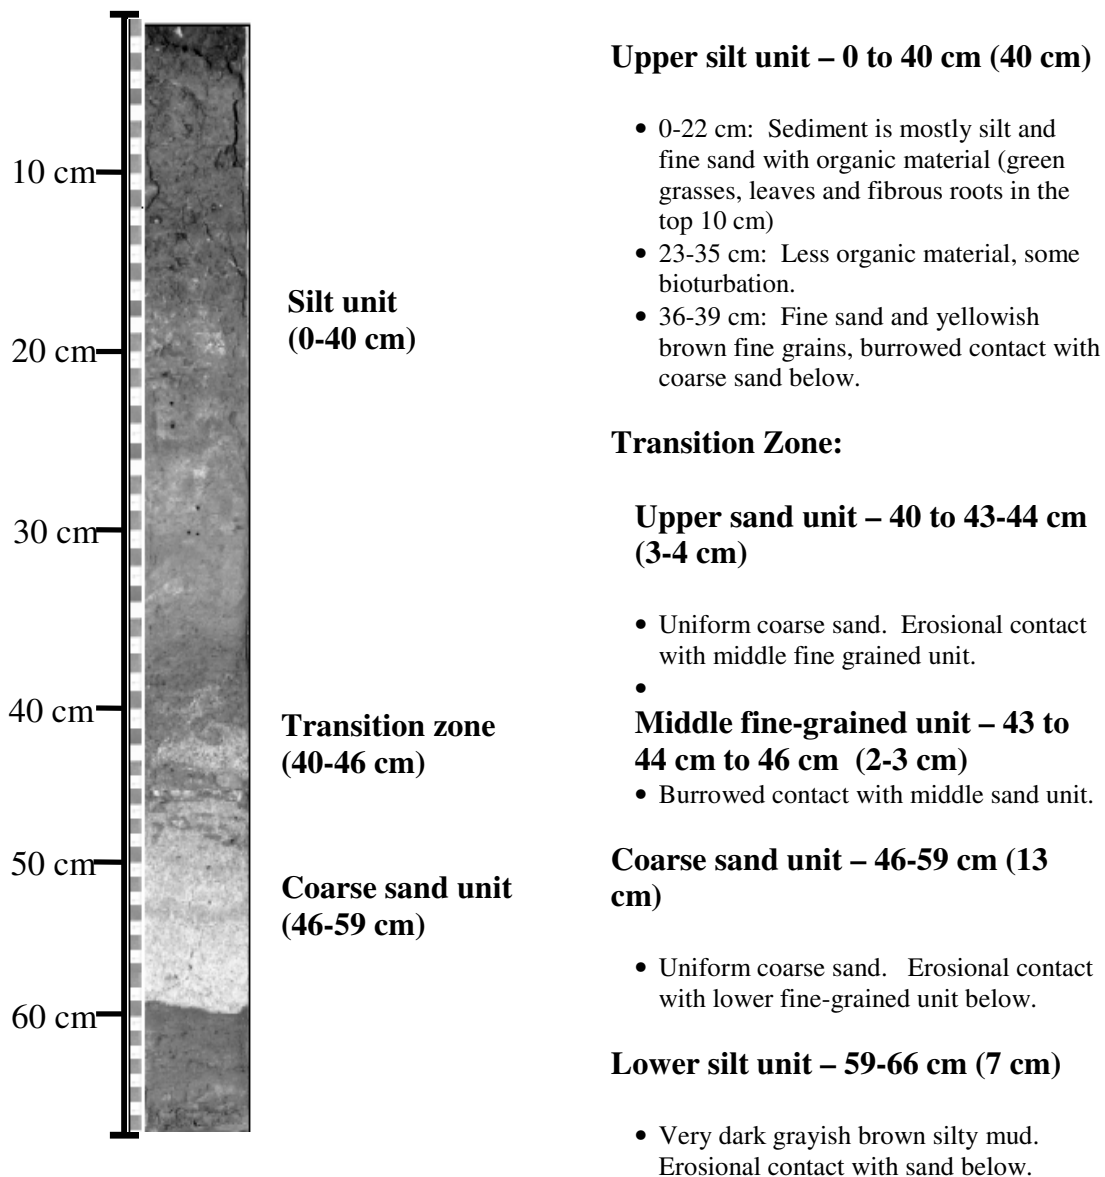 10 cm
20 cm
30 cm
40 cm
50 cm
60 cm
Silt unit
(0-40 cm)
Transition zone
(40-46 cm)
Coarse sand unit
(46-59 cm)
Upper silt unit – 0 to 40 cm (40 cm)
• 0-22 cm:  Sediment is mostly silt and
fine sand with organic material (green
grasses, leaves and fibrous roots in the
top 10 cm)
• 23-35 cm:  Less organic material, some
bioturbation.
• 36-39 cm:  Fine sand and yellowish
brown fine grains, burrowed contact with
coarse sand below.
Transition Zone:
Upper sand unit – 40 to 43-44 cm
(3-4 cm)
• Uniform coarse sand.  Erosional contact
with middle fine grained unit.
•
Middle fine-grained unit – 43 to
44 cm to 46 cm  (2-3 cm)
• Burrowed contact with middle sand unit.
Coarse sand unit – 46-59 cm (13
cm)
• Uniform coarse sand.   Erosional contact
with lower fine-grained unit below.
Lower silt unit – 59-66 cm (7 cm)
• Very dark grayish brown silty mud.
Erosional contact with sand below.